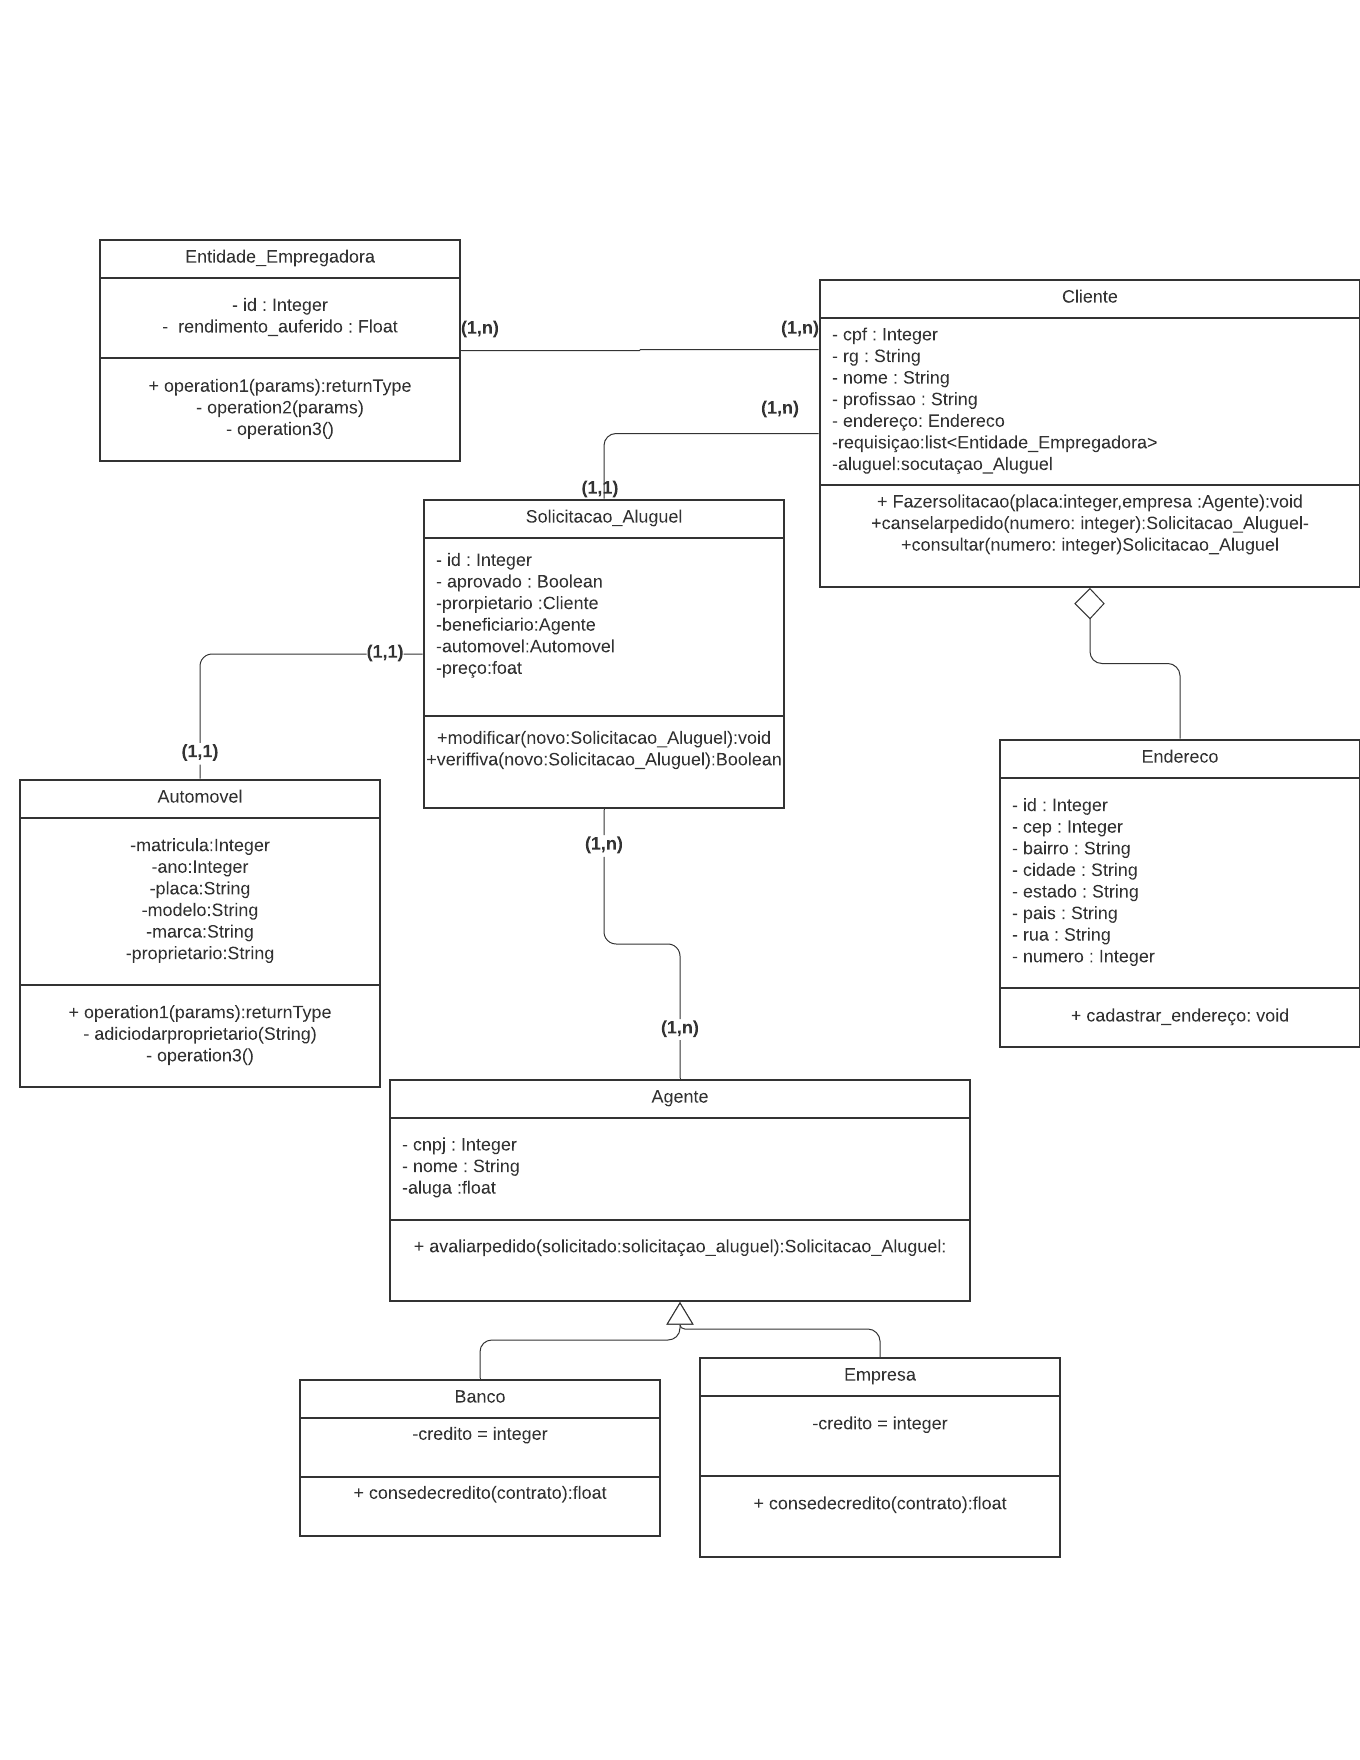 Entidade_Empregadora
- id : Integer
- rendimento_auferido : Float
+ operation1(params):returnType
- operation2(params)
- operation3()
(1,n)
(1,n)
Cliente
- cpf : Integer
- rg : String
- nome : String
- profissao : String
- endereço: Endereco
-requisiçao:list<Entidade_Empregadora>
-aluguel:socutaçao_Aluguel
+ Fazersolitacao(placa:integer,empresa :Agente):void
+canselarpedido(numero: integer):Solicitacao_Aluguel-
+consultar(numero: integer)Solicitacao_Aluguel
(1,n)
(1,1)
Solicitacao_Aluguel
- id : Integer
- aprovado : Boolean
-prorpietario :Cliente
-beneficiario:Agente
-automovel:Automovel
-preço:foat
+modificar(novo:Solicitacao_Aluguel):void
+veriffiva(novo:Solicitacao_Aluguel):Boolean
(1,1)
(1,1)
Automovel
-matricula:Integer
-ano:Integer
-placa:String
-modelo:String
-marca:String
-proprietario:String
+ operation1(params):returnType
- adiciodarproprietario(String)
- operation3()
Endereco
- id : Integer
- cep : Integer
- bairro : String
- cidade : String
- estado : String
- pais : String
- rua : String
- numero : Integer
+ cadastrar_endereço: void
(1,n)
(1,n)
Agente
- cnpj : Integer
- nome : String
-aluga :float
+ avaliarpedido(solicitado:solicitaçao_aluguel):Solicitacao_Aluguel:
Banco
-credito = integer
+ consedecredito(contrato):float
Empresa
-credito = integer
+ consedecredito(contrato):float